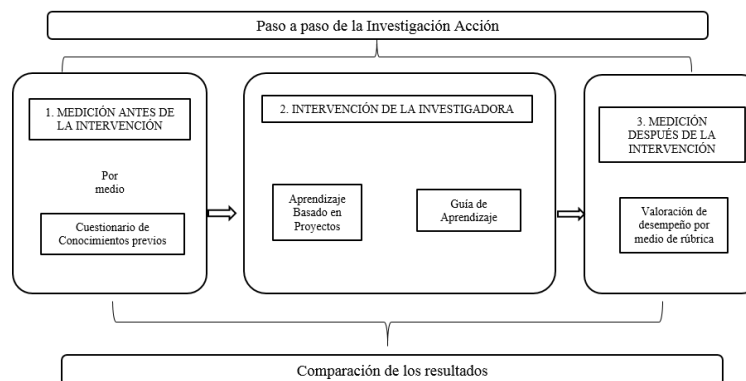 Paso a paso de la Investigación Acción
1. MEDICIÓN ANTES DE
LA INTERVENCIÓN
Por
medio
Cuestionario de
Conocimientos previos
2. INTERVENCIÓN DE LA INVESTIGADORA
Aprendizaje
Basado en
Proyectos
Guía de
Aprendizaje
3. MEDICIÓN
DESPUÉS DE LA
INTERVENCIÓN
Valoración de
desempeño por
medio de rúbrica
Comparación de los resultados